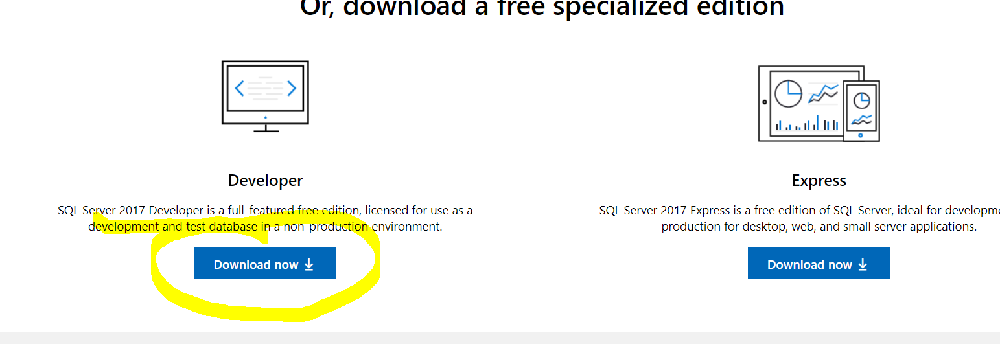 Or, download a free specialized edition
Developer
SQL Server 2017 Developer is a full-featured free edition, licensed for use as a
development and test database in a non-production environment.
Download now
Express
SQL Server 2017 Express is a free edition of SQL Server, ideal for developme
production for desktop, web, and small server applications.
Download now